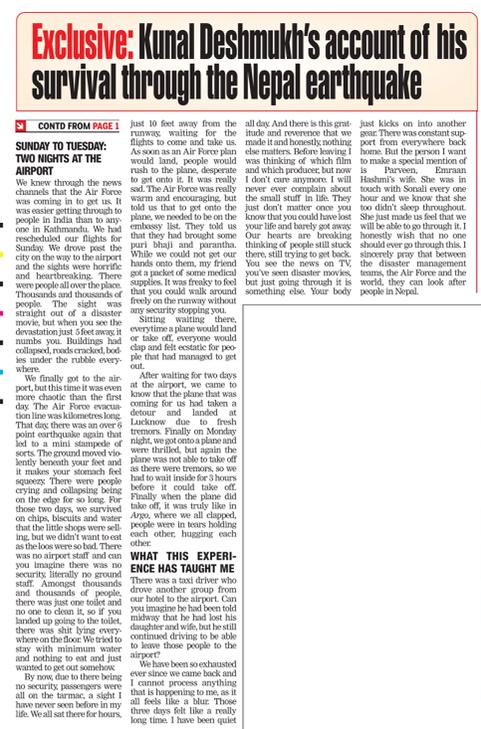 Exclusive: Kunal Deshmukh's account of his
survival through the Nepal earthquake
CONTD FROM PAGE 1
SUNDAY TO TUESDAY:
TWO NIGHTS AT THE
AIRPORT
We knew through the news
channels that the Air Force
was coming in to get us. It
was easier getting through to
people in India than to any-
one in Kathmandu. We had
rescheduled our flights for
Sunday. We drove past the
city on the way to the airport
and the sights were horrific
and heartbreaking. There
were people all over the place.
Thousands and thousands of
people. The sight was
straight out of a disaster
movie, but when you see the
devastation just 5 feet away, it
numbs you. Buildings had
collapsed, roads cracked, bod-
ies under the rubble every-
where.
We finally got to the air-
port, but this time it was even
more chaotic than the first
day. The Air Force evacua-
tion line was kilometres long.
That day, there was an over 6
point earthquake again that
led to a mini stampede of
sorts. The ground moved vio-
lently beneath your feet and
it makes your stomach feel
squeezy. There were people
crying and collapsing being
on the edge for so long. For
those two days, we survived
on chips, biscuits and water
that the little shops were sell-
ing, but we didn't want to eat
as the loos were so bad. There
was no airport staff and can
you imagine there was no
security, literally no ground
staff. Amongst thousands
and thousands of people,
there was just one toilet and
no one to clean it, so if you
landed up going to the toilet,
there was shit lying every-
where on the floor. We tried to
stay with minimum water
and nothing to eat and just
wanted to get out somehow.
By now, due to there being
no security, passengers were
all on the tarmac, a sight I
have never seen before in my
life. We all sat there for hours,
just 10 feet away from the
runway, waiting for the
flights to come and take us.
As soon as an Air Force plan
would land, people would
rush to the plane, desperate
to get onto it. It was really
sad. The Air Force was really
warm and encouraging, but
told us that to get onto the
plane, we needed to be on the
embassy list. They told us
that they had brought some
puri bhaji and parantha.
While we could not get our
hands onto them, my friend
got a packet of some medical
supplies. It was freaky to feel
that you could walk around
freely on the runway without
any security stopping you.
Sitting waiting there,
everytime a plane would land
or take off, everyone would
clap and felt ecstatic for peo-
ple that had managed to get
out.
After waiting for two days
at the airport, we came to
know that the plane that was
coming for us had taken a
detour and landed at
Lucknow due to fresh
tremors. Finally on Monday
night, we got onto a plane and
were thrilled, but again the
plane was not able to take off
as there were tremors, so we
had to wait inside for 3 hours
before it could take off.
Finally when the plane did
take off, it was truly like in
Argo, where we all clapped,
people were in tears holding
each other, hugging each
other.
WHAT THIS EXPERI-
ENCE HAS TAUGHT ME
There was a taxi driver who
drove another group from
our hotel to the airport. Can
you imagine he had been told
midway that he had lost his
daughter and wife, but he still
continued driving to be able
to leave those people to the
airport?
We have been so exhausted
ever since we came back and
I cannot process anything
that is happening to me, as it
all feels like a blur. Those
three days felt like a really
long time. I have been quiet
all day. And there is this grat-
itude and reverence that we
made it and honestly, nothing
else matters. Before leaving I
was thinking of which film
and which producer, but now
I don't care anymore. I will
never ever complain about
the small stuff in life. They
just don't matter once you
know that you could have lost
your life and barely got away.
Our hearts are breaking
thinking of people still stuck
there, still trying to get back.
You see the news on TV,
you've seen disaster movies,
but just going through it is
something else. Your body
just kicks on into another
gear. There was constant sup-
port from everywhere back
home. But the person I want
to make a special mention of
is Parveen, Emraan
Hashmi's wife. She was in
touch with Sonali every one
hour and we know that she
too didn't sleep throughout.
She just made us feel that we
will be able to go through it. I
honestly wish that no one
should ever go through this. I
sincerely pray that between
the disaster management
teams, the Air Force and the
world, they can look after
people in Nepal.